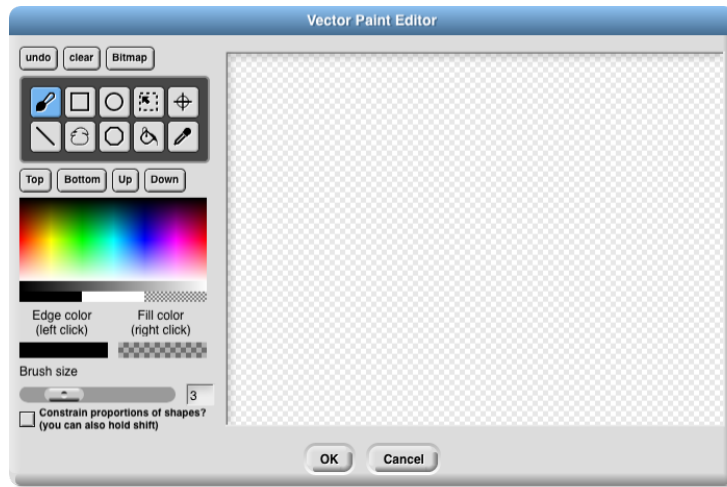 Vector Paint Editor
undo clear Bitmap
Top Bottom Up Down
Edge color
(left click)
Fill color
(right click)
Brush size
3
Constrain proportions of shapes?
(you can also hold shift)
OK Cancel